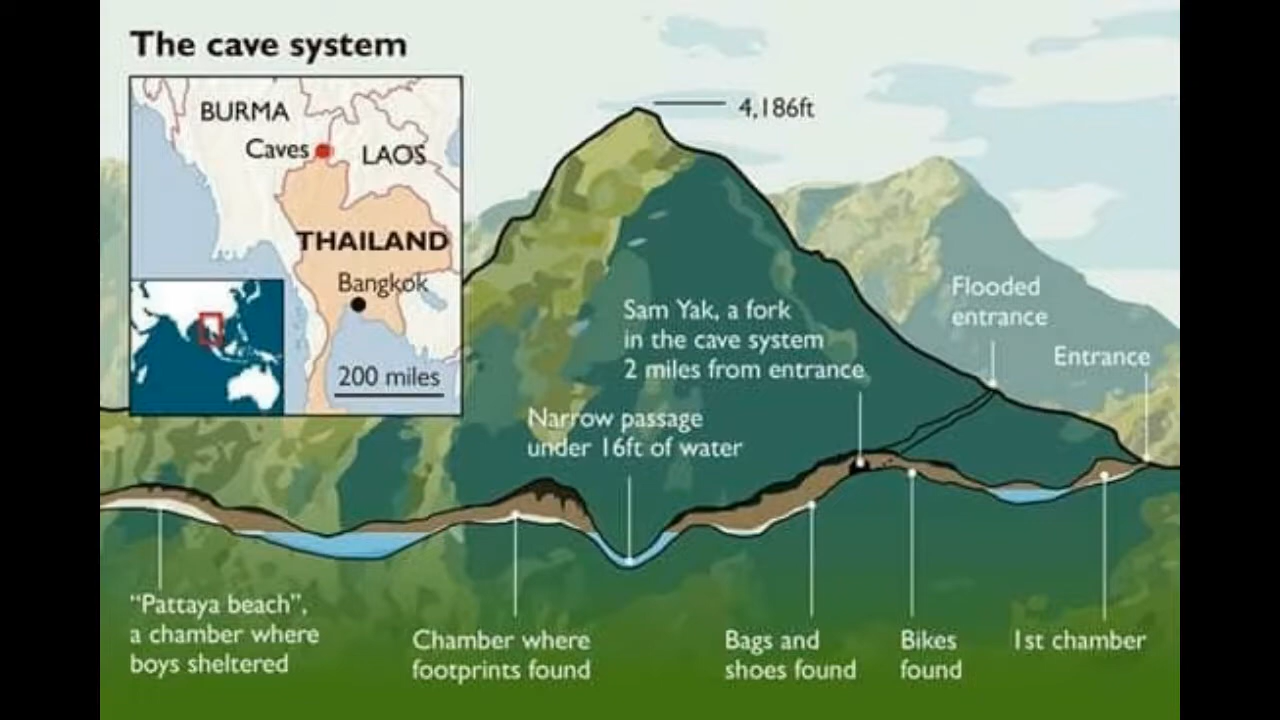 The cave system
BURMA
Caves
LAOS
THAILAND
Bangkok
200 miles
4,186ft
Flooded
entrance
Entrance
Sam Yak, a fork
in the cave system
2 miles from entrance
Narrow passage
under 16ft of water
“Pattaya beach”,
a chamber where
boys sheltered
Chamber where
footprints found
Bags and
shoes found
Bikes
found
1st chamber